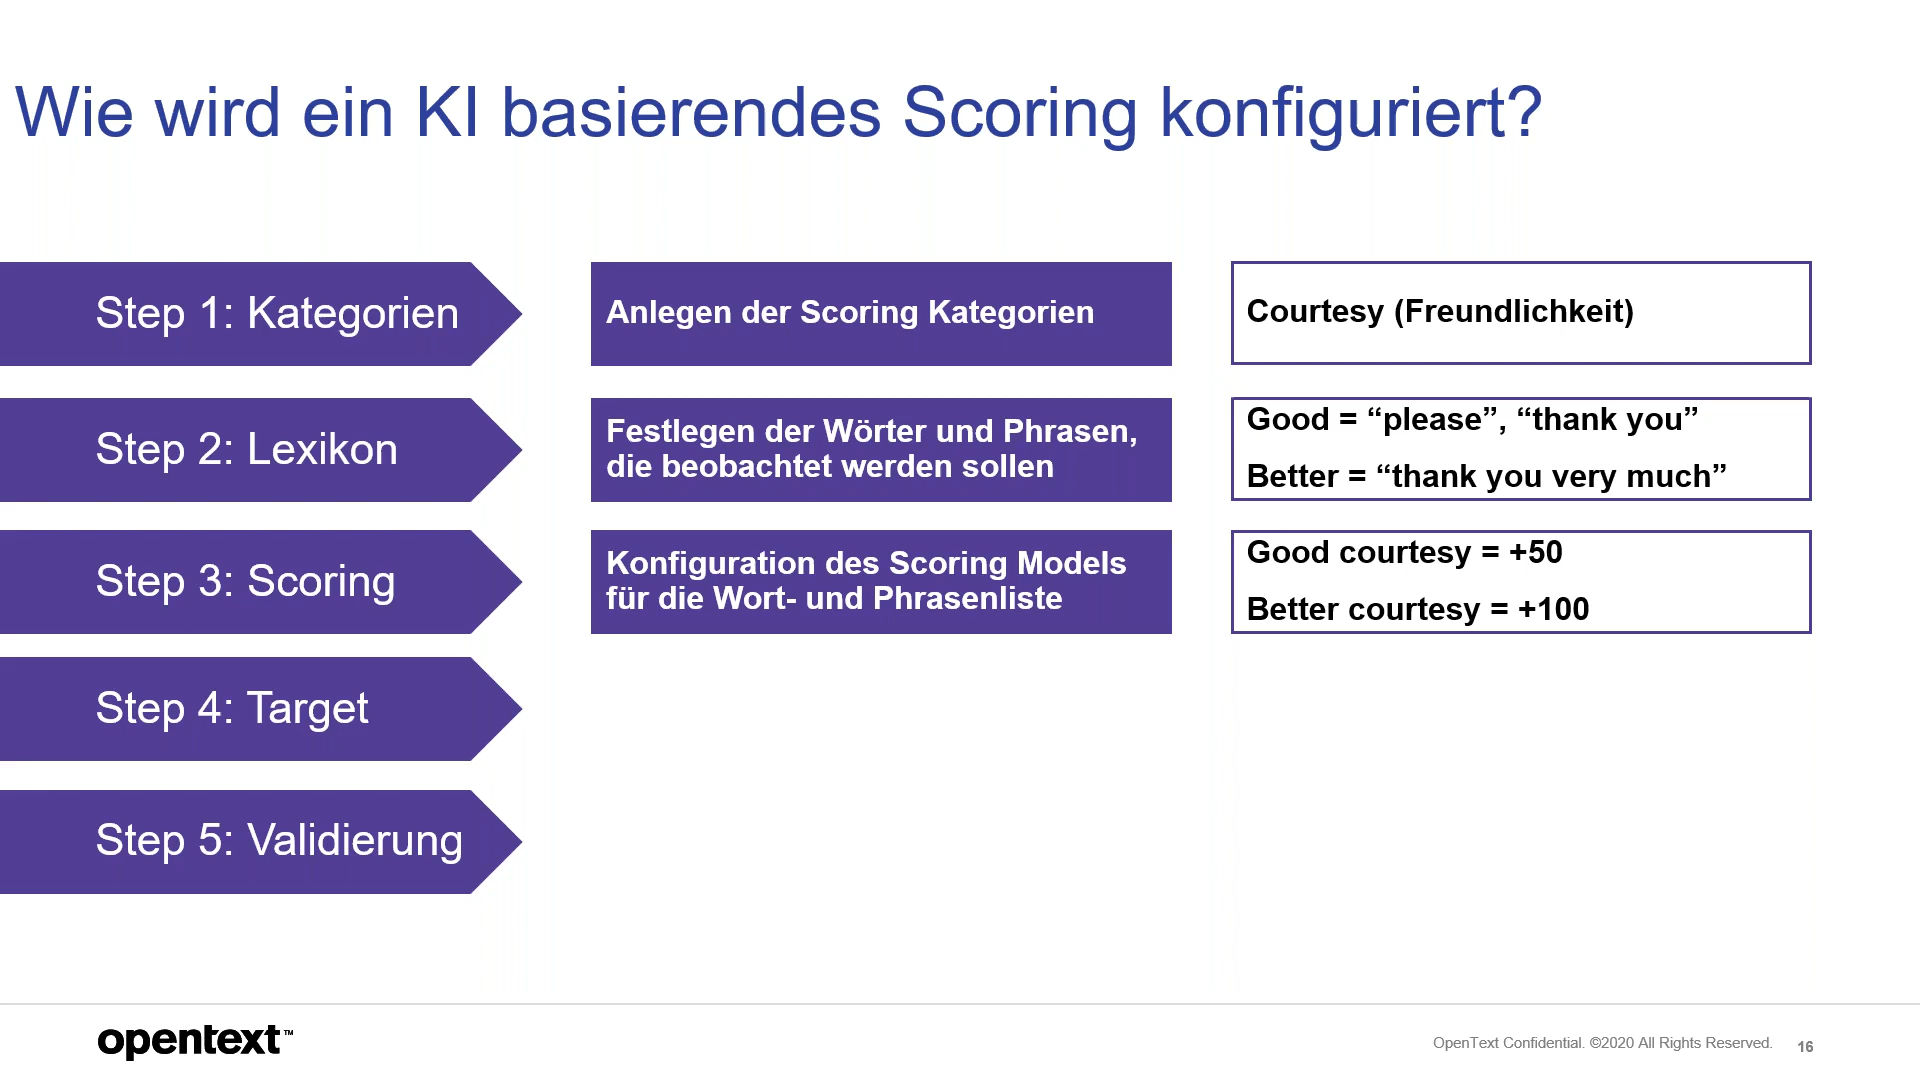 Wie wird ein KI basierendes Scoring konfiguriert?
Step 1: Kategorien
Anlegen der Scoring Kategorien
Courtesy (Freundlichkeit)
Step 2: Lexikon
Festlegen der Wörter und Phrasen,
die beobachtet werden sollen
Good = “please”, “thank you”
Better = “thank you very much”
Step 3: Scoring
Konfiguration des Scoring Models
für die Wort- und Phrasenliste
Good courtesy = +50
Better courtesy = +100
Step 4: Target
Step 5: Validierung
opentext™
OpenText Confidential. ©2020 All Rights Reserved. 16